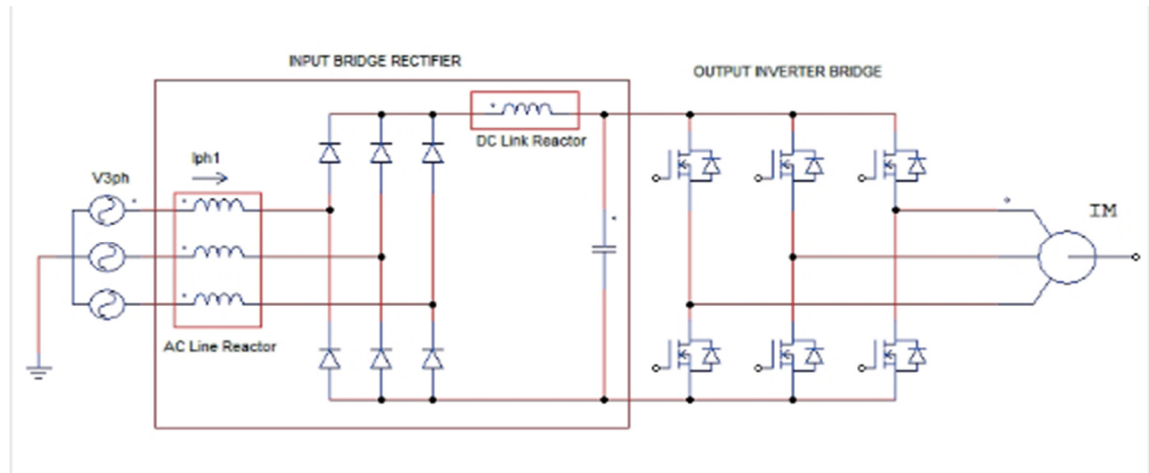 INPUT BRIDGE RECTIFIER
OUTPUT INVERTER BRIDGE
DC Link Reactor
Iph1
V3ph
IM
AC Line Reactor